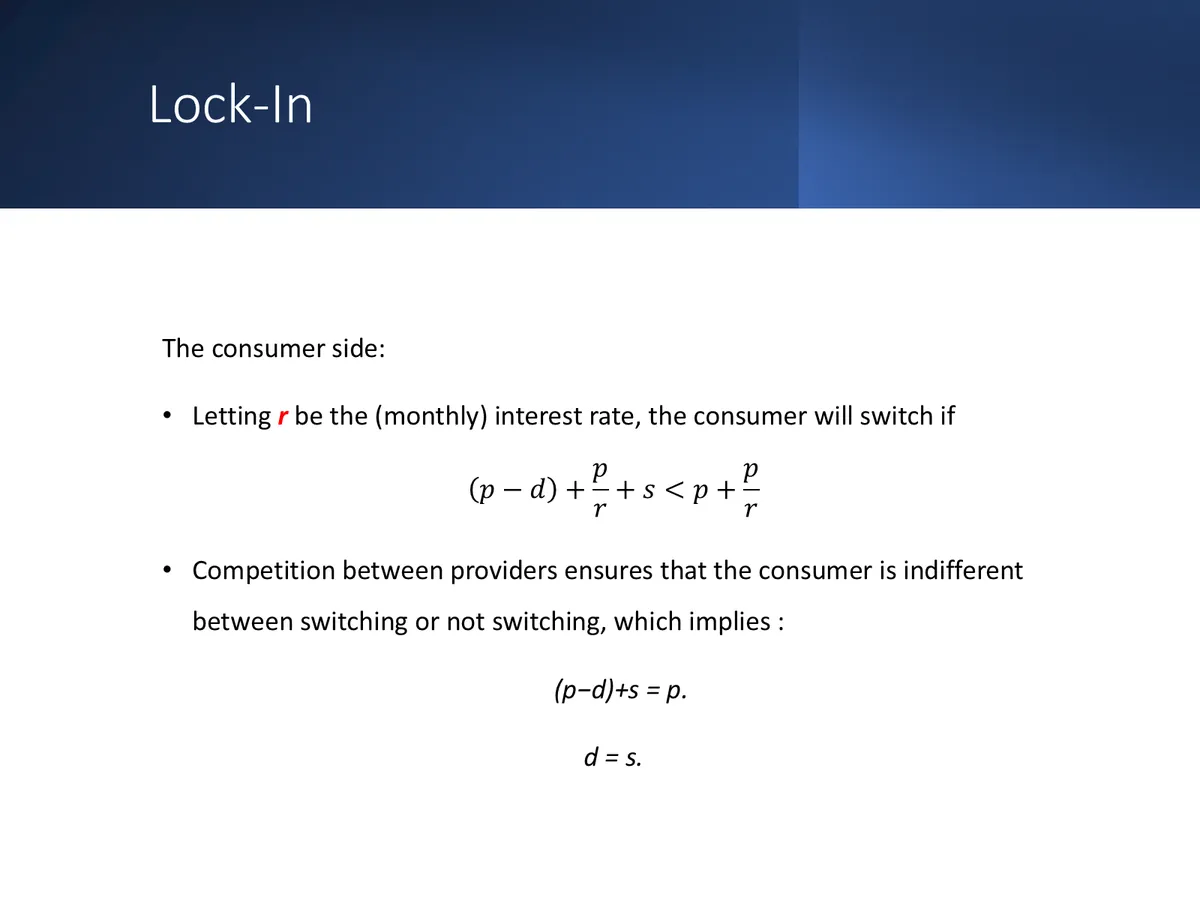 Lock-In
The consumer side:
• Letting r be the (monthly) interest rate, the consumer will switch if
(p − d) + p/r + s < p + p/r
• Competition between providers ensures that the consumer is indifferent
between switching or not switching, which implies :
(p−d)+s = p.
d = s.